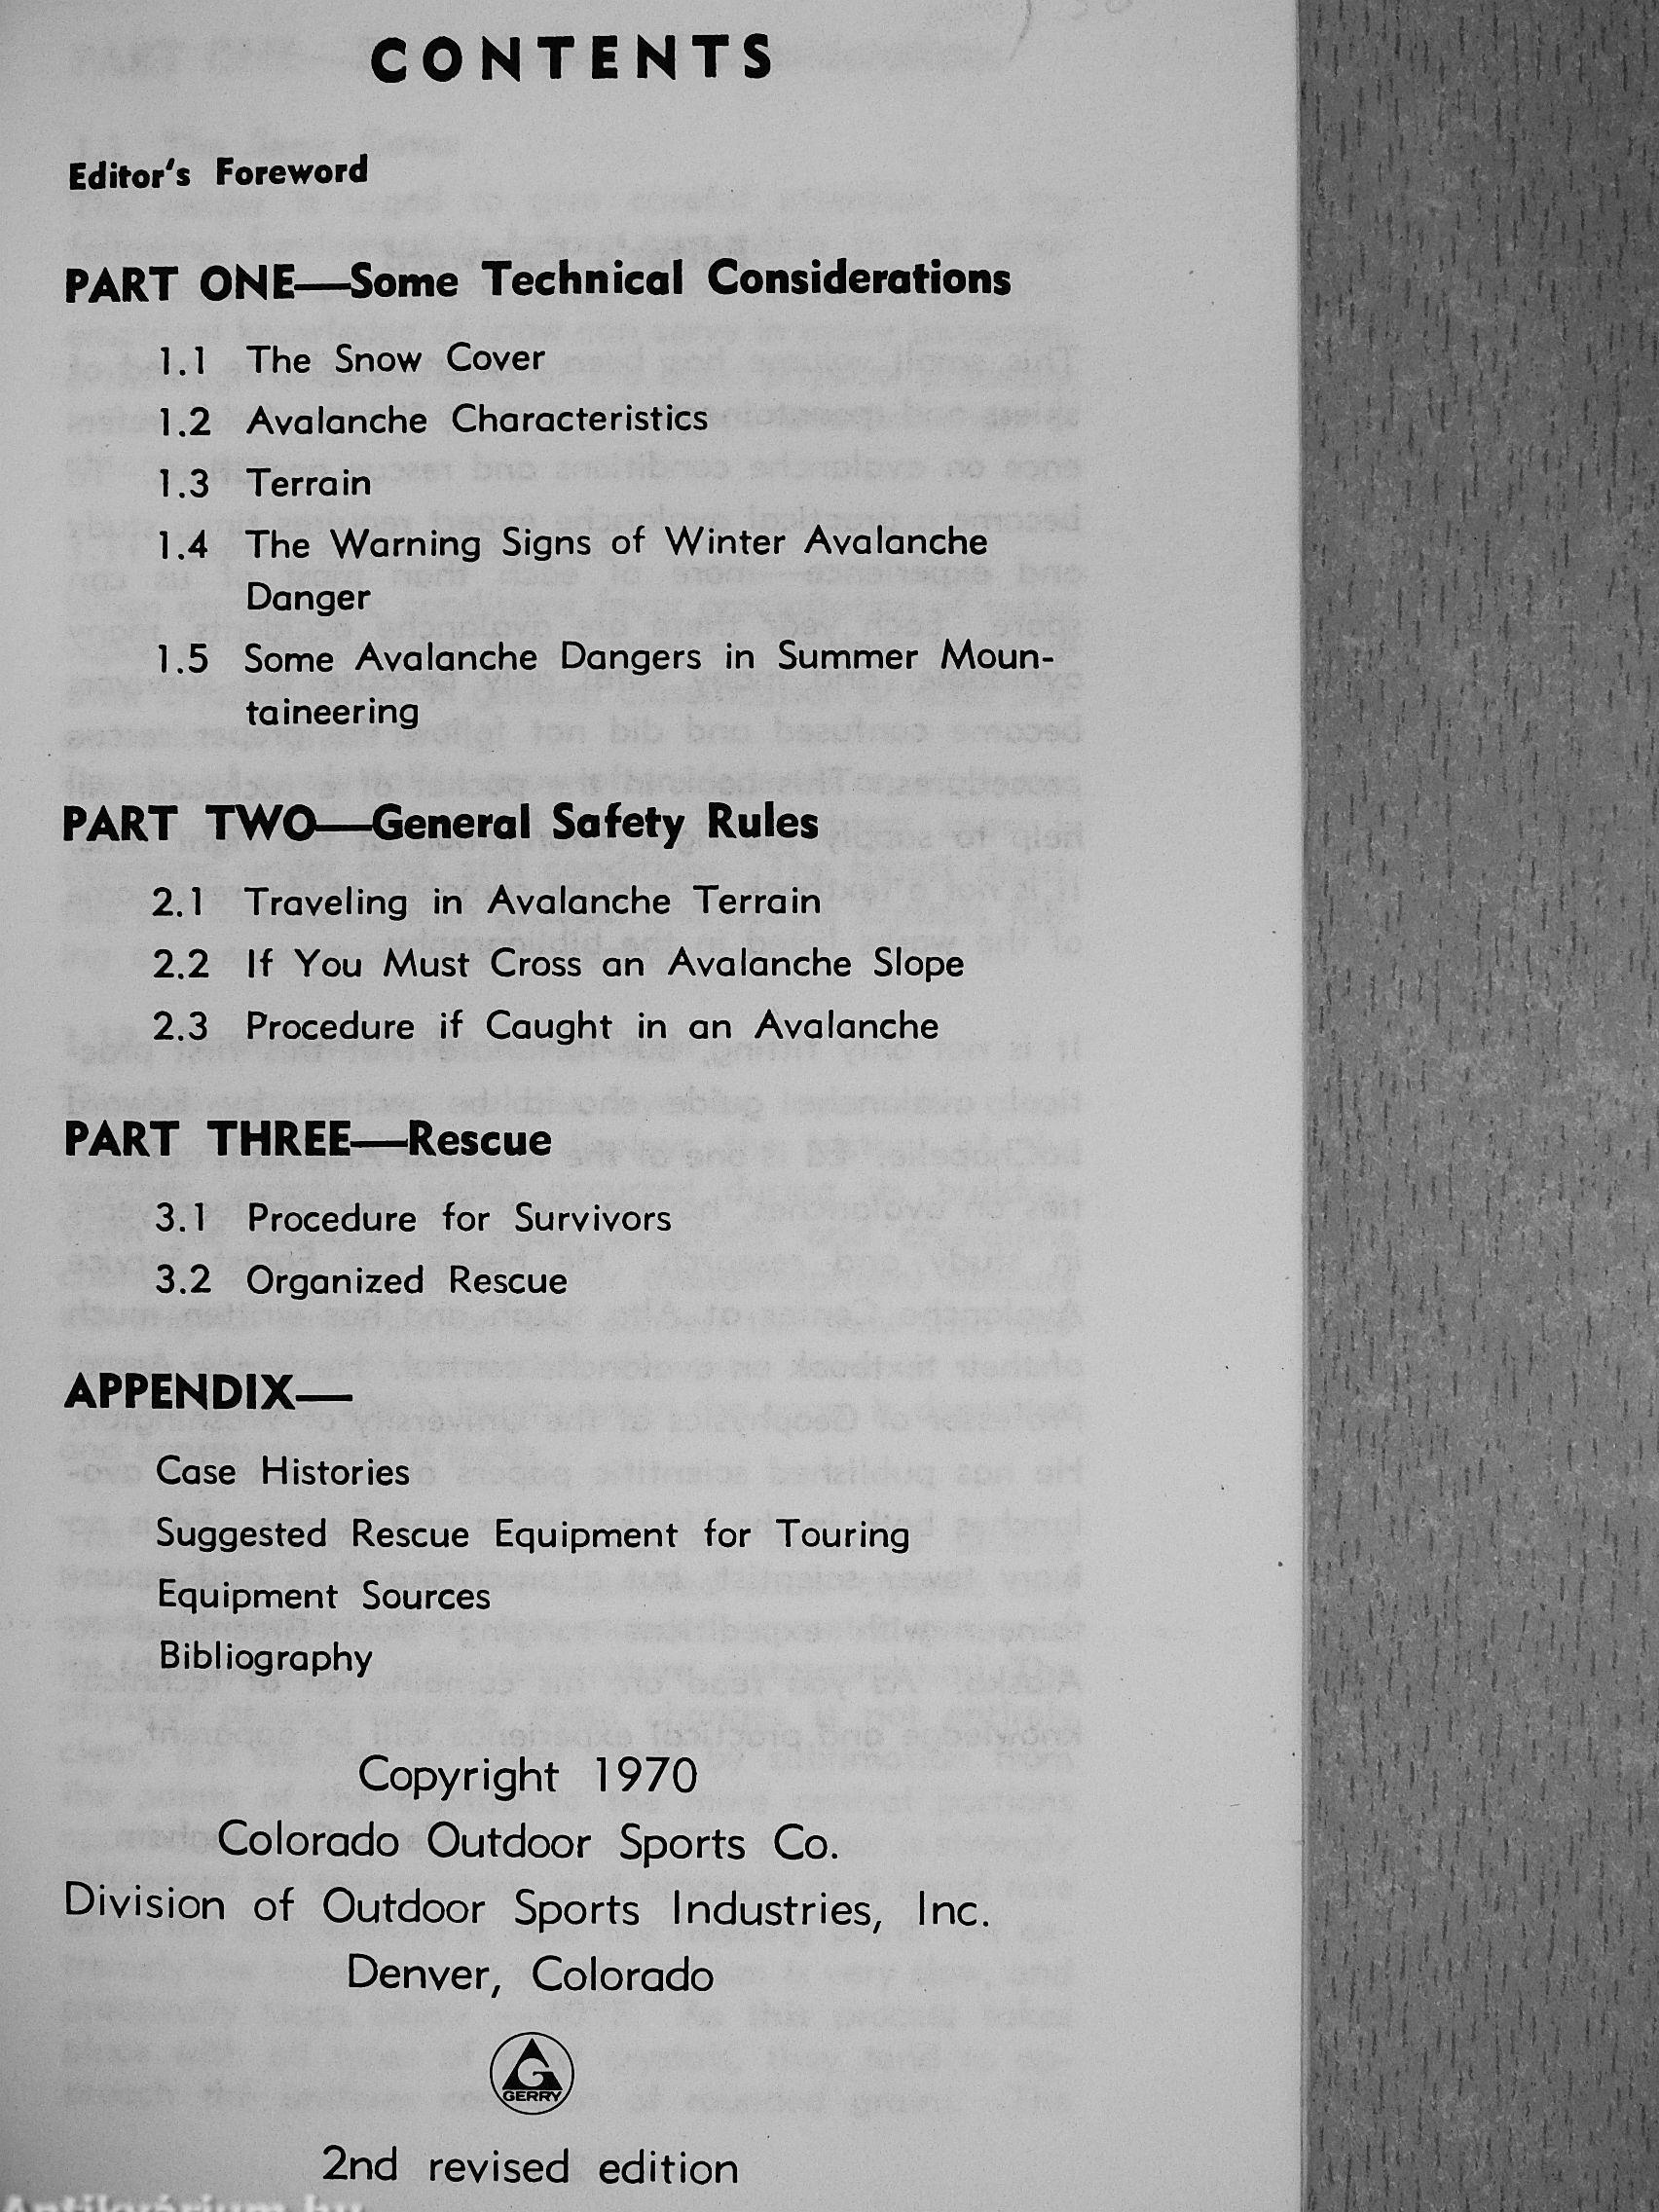 CONTENTS
Editor's Foreword
PART ONE—Some Technical Considerations
1.1 The Snow Cover
1.2 Avalanche Characteristics
1.3 Terrain
1.4 The Warning Signs of Winter Avalanche
Danger
1.5 Some Avalanche Dangers in Summer Moun-
taineering
PART TWO—General Safety Rules
2.1 Traveling in Avalanche Terrain
2.2 If You Must Cross an Avalanche Slope
2.3 Procedure if Caught in an Avalanche
PART THREE—Rescue
3.1 Procedure for Survivors
3.2 Organized Rescue
APPENDIX—
Case Histories
Suggested Rescue Equipment for Touring
Equipment Sources
Bibliography
Copyright 1970
Colorado Outdoor Sports Co.
Division of Outdoor Sports Industries, Inc.
Denver, Colorado
G
GERRY
2nd revised edition
Antikvárium.hu